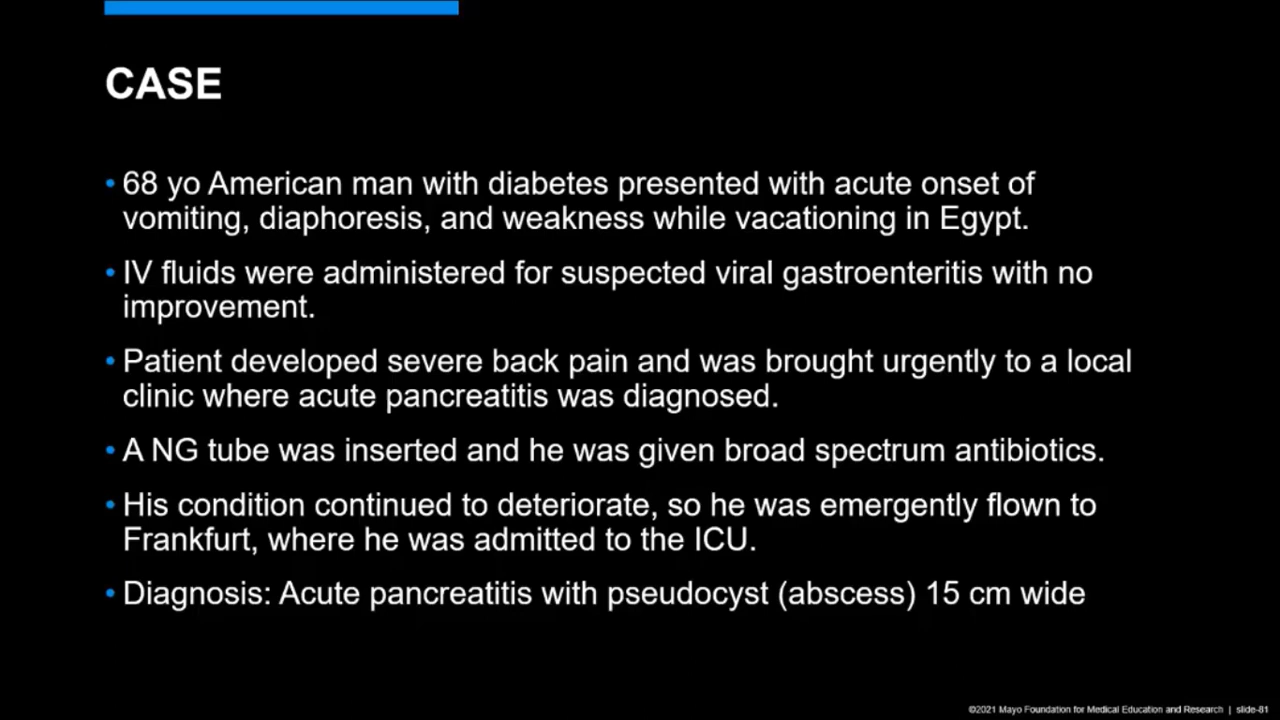 CASE
• 68 yo American man with diabetes presented with acute onset of
vomiting, diaphoresis, and weakness while vacationing in Egypt.
• IV fluids were administered for suspected viral gastroenteritis with no
improvement.
• Patient developed severe back pain and was brought urgently to a local
clinic where acute pancreatitis was diagnosed.
• A NG tube was inserted and he was given broad spectrum antibiotics.
• His condition continued to deteriorate, so he was emergently flown to
Frankfurt, where he was admitted to the ICU.
• Diagnosis: Acute pancreatitis with pseudocyst (abscess) 15 cm wide
©2021 Mayo Foundation for Medical Education and Research | slide-81